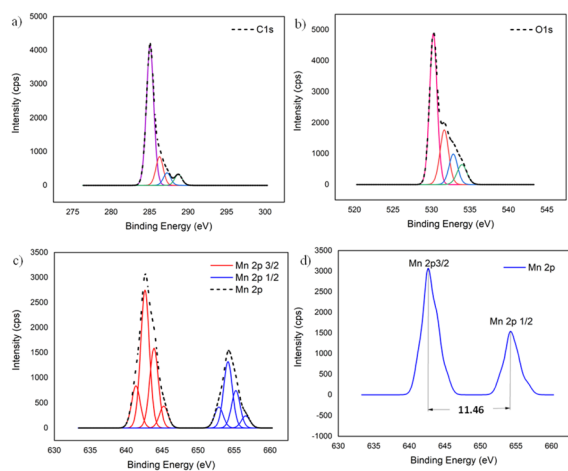 a)
C1s
5000
4000
3000
2000
1000
0
Intensity (cps)
275
280
285
290
295
300
Binding Energy (eV)
b)
O1s
5000
4000
3000
2000
1000
0
Intensity (cps)
520
525
530
535
540
545
Binding Energy (eV)
c)
Mn 2p 3/2
Mn 2p 1/2
Mn 2p
3500
3000
2500
2000
1500
1000
500
0
Intensity (cps)
630
635
640
645
650
655
660
Binding Energy (eV)
d)
Mn 2p
Mn 2p3/2
Mn 2p 1/2
11.46
3500
3000
2500
2000
1500
1000
500
0
-500
-1000
Intensity (cps)
630
635
640
645
650
655
660
Binding Energy (eV)